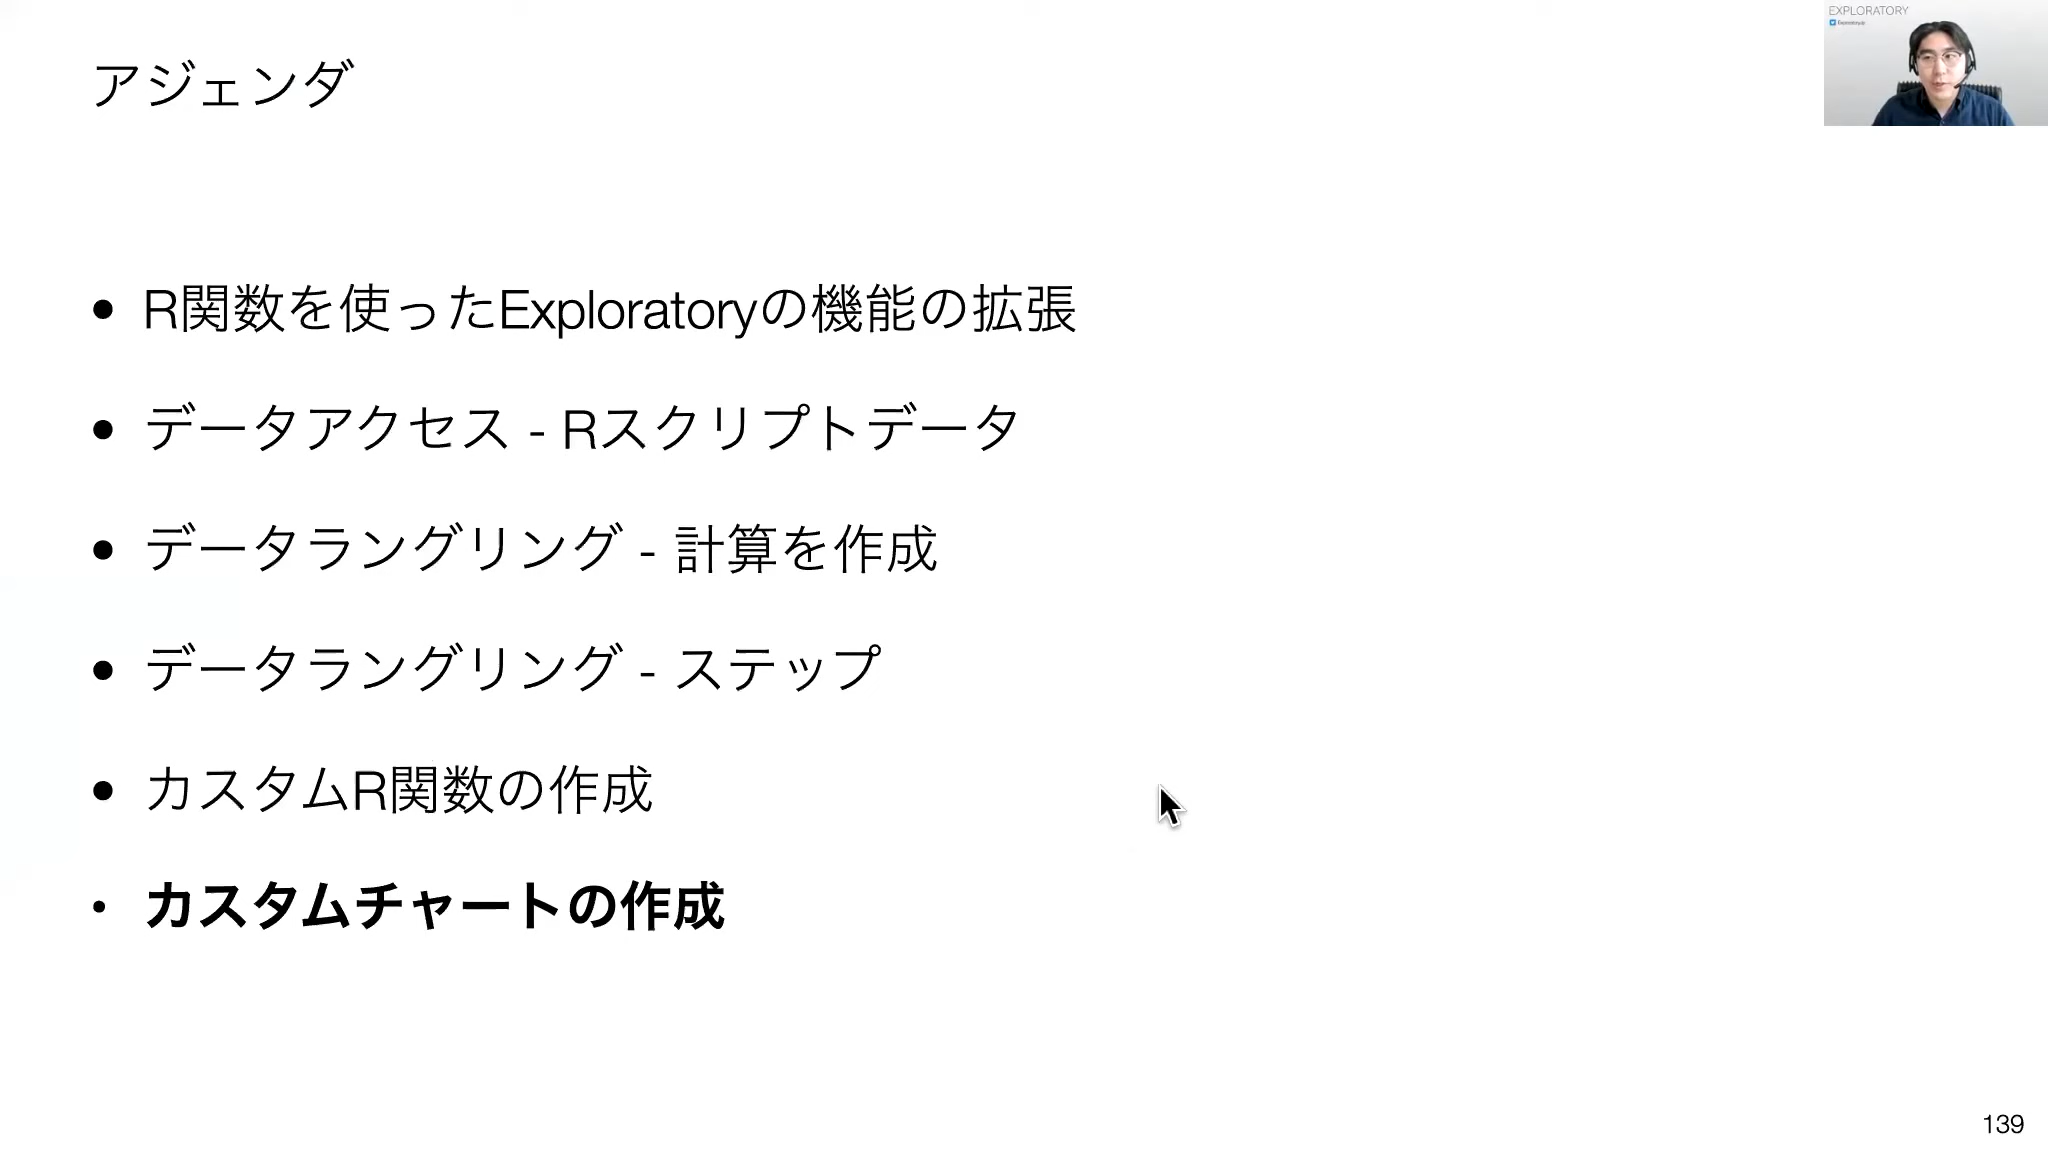 EXPLORATORY
アジェンダ
• R関数を使ったExploratoryの機能の拡張
• データアクセス - Rスクリプトデータ
• データラングリング - 計算を作成
• データラングリング - ステップ
• カスタムR関数の作成
• カスタムチャートの作成
139